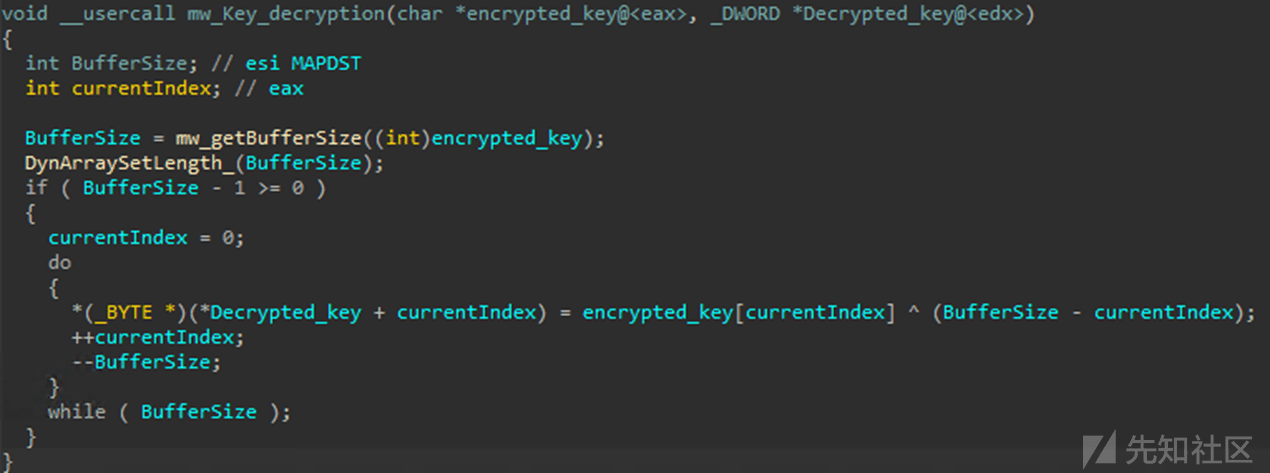 void __usercall mw_Key_decryption(char *encrypted_key@<eax>, _DWORD *Decrypted_key@<edx>)
{
  int BufferSize; // esi MAPDST
  int currentIndex; // eax

  BufferSize = mw_getBufferSize((int)encrypted_key);
  DynArraySetLength_(BufferSize);
  if ( BufferSize - 1 >= 0 )
  {
    currentIndex = 0;
    do
    {
      *(_BYTE *)(*Decrypted_key + currentIndex) = encrypted_key[currentIndex] ^ (BufferSize - currentIndex);
      ++currentIndex;
      --BufferSize;
    }
    while ( BufferSize );
  }
}
先知社区